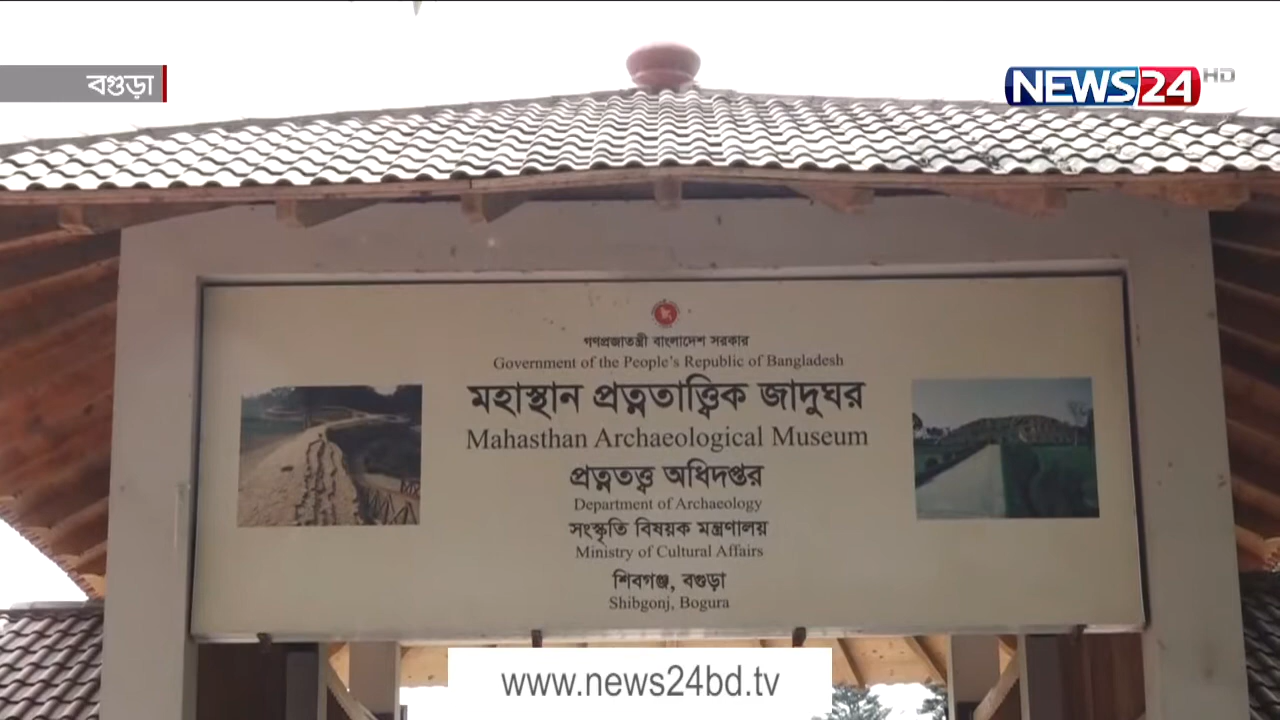 বগুড়া
NEWS24 HD
গণপ্রজাতন্ত্রী বাংলাদেশ সরকার
Government of the People's Republic of Bangladesh
মহাস্থান প্রত্নতাত্ত্বিক জাদুঘর
Mahasthan Archaeological Museum
প্রত্নতত্ত্ব অধিদপ্তর
Department of Archaeology
সংস্কৃতি বিষয়ক মন্ত্রণালয়
Ministry of Cultural Affairs
শিবগঞ্জ, বগুড়া
Shibgonj, Bogura
www.news24bd.tv